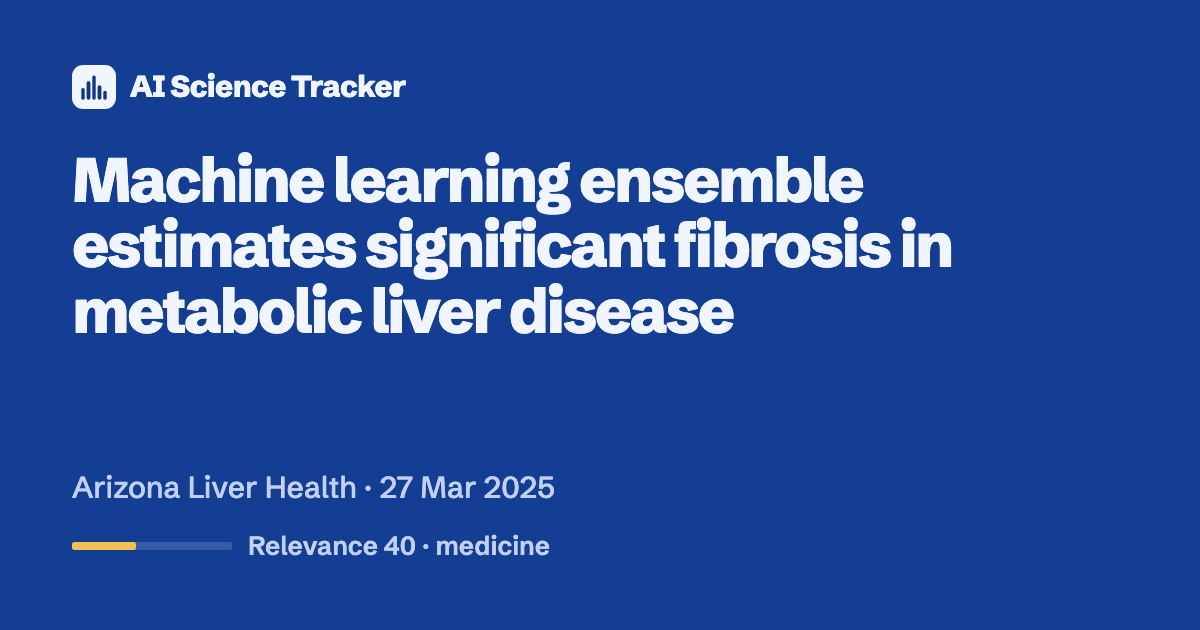 AI Science Tracker
Machine learning ensemble
estimates significant fibrosis in
metabolic liver disease
Arizona Liver Health · 27 Mar 2025
Relevance 40 · medicine